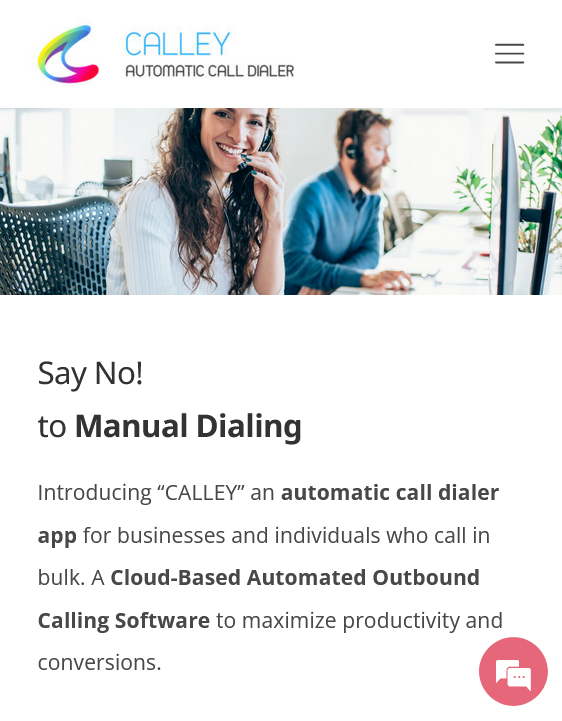 CALLEY
AUTOMATIC CALL DIALER
Say No!
to Manual Dialing
Introducing “CALLEY” an automatic call dialer
app for businesses and individuals who call in
bulk. A Cloud-Based Automated Outbound
Calling Software to maximize productivity and
conversions.